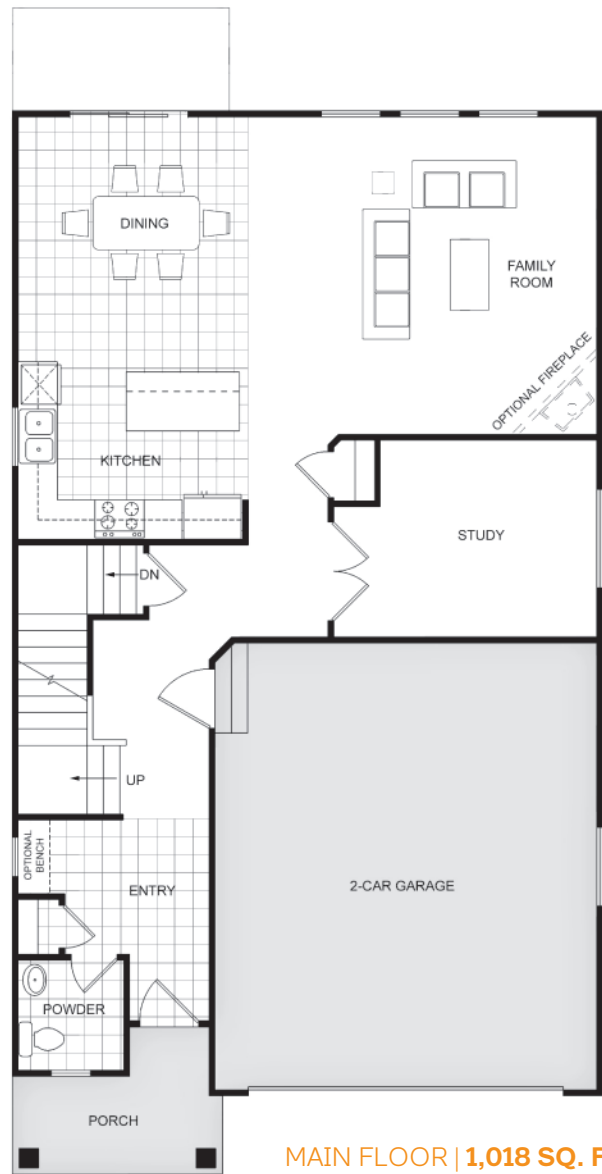 DINING
FAMILY
ROOM
OPTIONAL FIREPLACE
KITCHEN
STUDY
DN
UP
OPTIONAL
BENCH
ENTRY
2-CAR GARAGE
POWDER
PORCH
MAIN FLOOR | 1,018 SQ. F